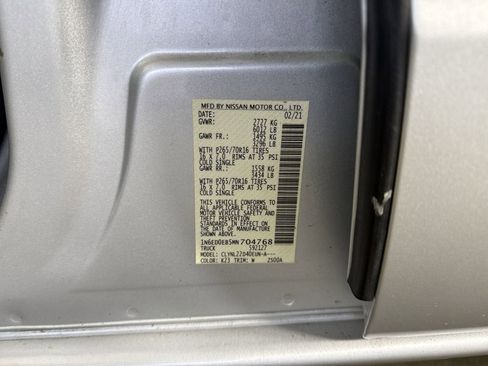 MFD BY NISSAN MOTOR CO., LTD.
DATE: 02/21
GVWR: 2727 KG
6012 LB
GAWR FR: 1495 KG
3296 LB
WITH P265/70R16 TIRES
16 X 7.0 RIMS AT 35 PSI
COLD SINGLE
GAWR RR: 1558 KG
3434 LB
WITH P265/70R16 TIRES
16 X 7.0 RIMS AT 35 PSI
COLD SINGLE
THIS VEHICLE CONFORMS TO
ALL APPLICABLE FEDERAL
MOTOR VEHICLE SAFETY AND
THEFT PREVENTION
STANDARDS IN EFFECT ON THE
DATE OF MANUFACTURE
SHOWN ABOVE.
1N6ED0EB5MN704768
TRUCK 592127
MODEL: CLYNL22D4DEUN-A---
COLOR: K23 TRIM: W 2500A